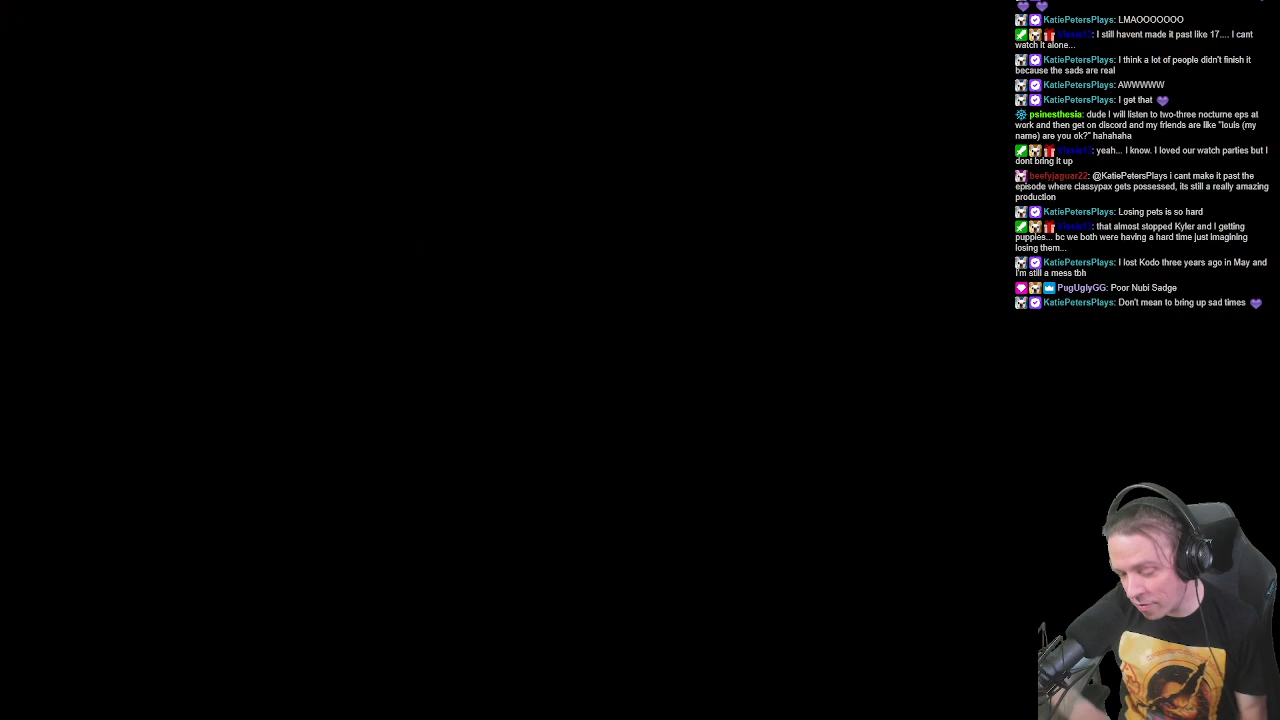 KatiePetersPlays: LMAOOOOOOO
: I still havent made it past like 17.... I cant
watch it alone...
KatiePetersPlays: I think a lot of people didn't finish it
because the sads are real
KatiePetersPlays: AWWWWW
KatiePetersPlays: I get that
psinesthesia: dude I will listen to two-three nocturne eps at
work and then get on discord and my friends are like "louis (my
name) are you ok?" hahahaha
: yeah... I know. I loved our watch parties but I
dont bring it up
beefyjaguar22: @KatiePetersPlays i cant make it past the
episode where classypax gets possessed, its still a really amazing
production
KatiePetersPlays: Losing pets is so hard
: that almost stopped Kyler and I getting
puppies... bc we both were having a hard time just imagining
losing them...
KatiePetersPlays: I lost Kodo three years ago in May and
I'm still a mess tbh
PugUglyGG: Poor Nubi Sadge
KatiePetersPlays: Don't mean to bring up sad times